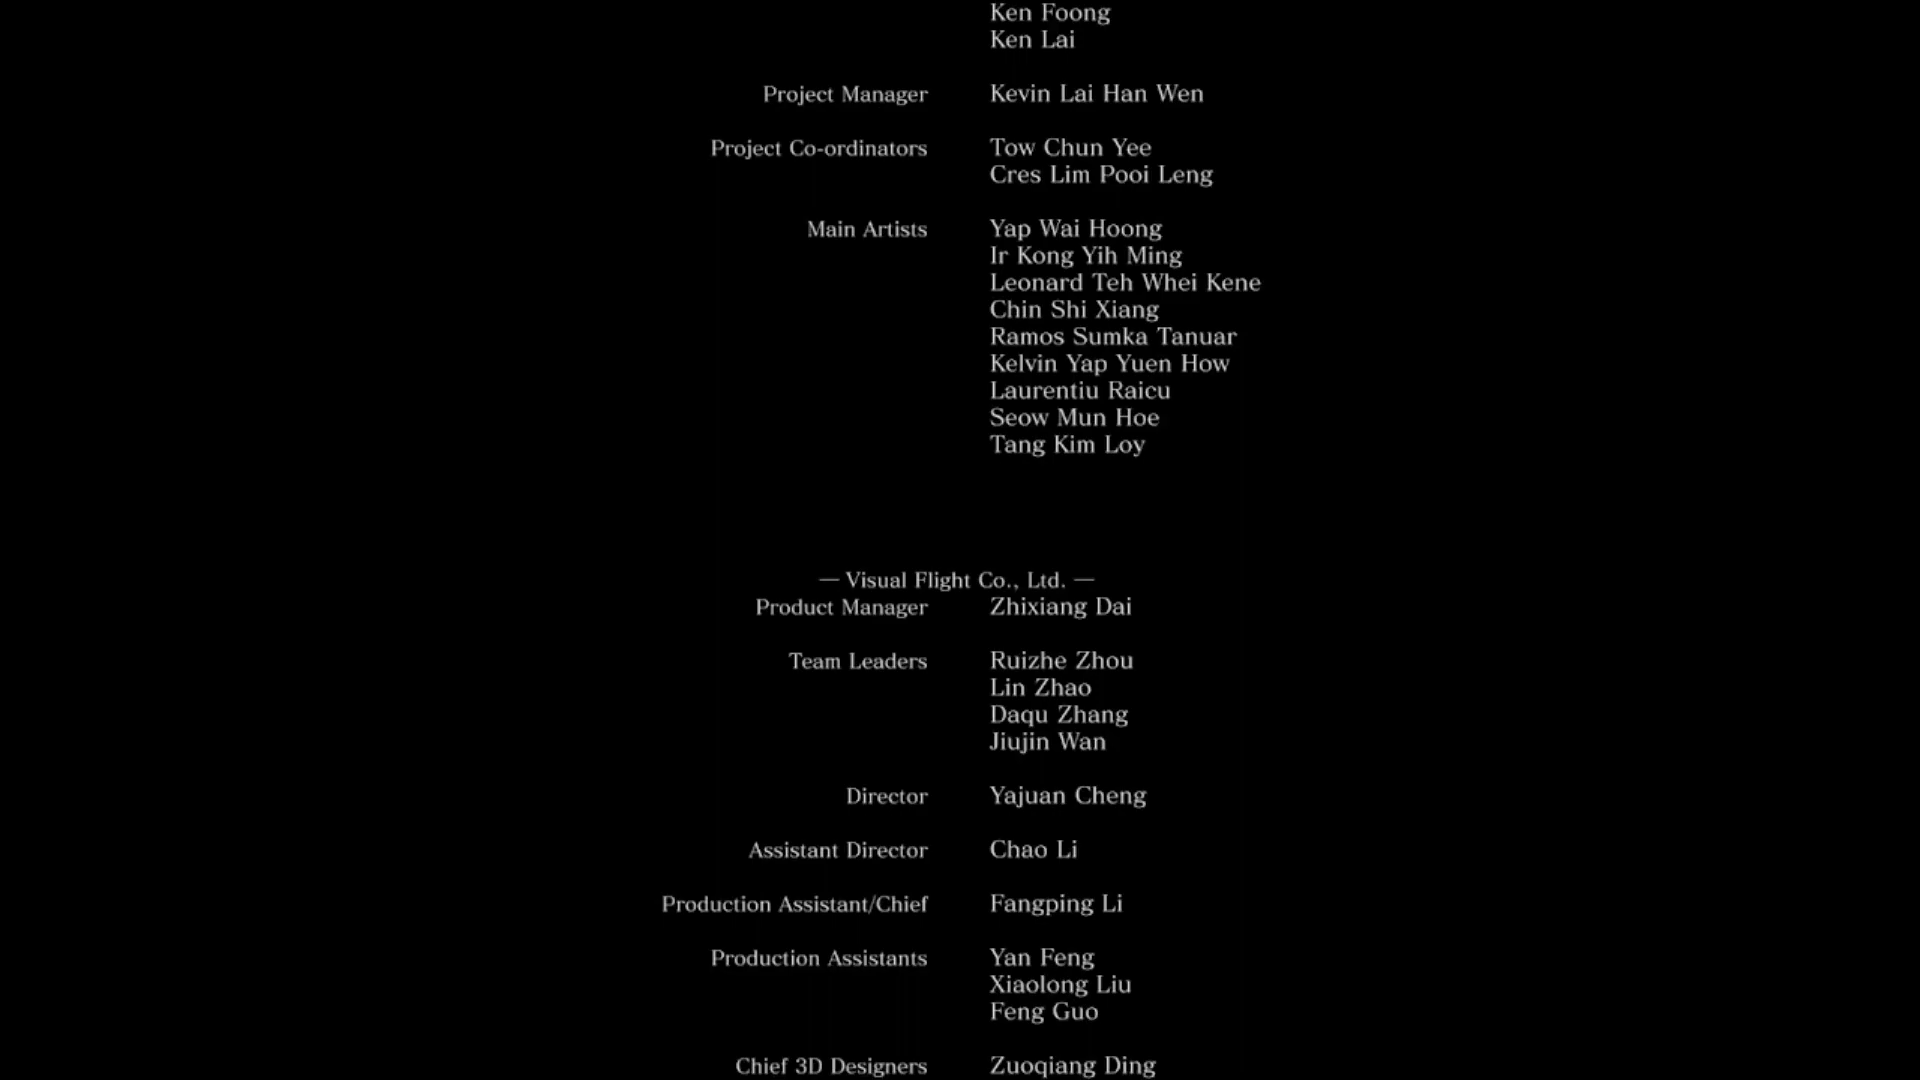 Ken Foong
Ken Lai
Project Manager Kevin Lai Han Wen
Project Co-ordinators Tow Chun Yee
Cres Lim Pooi Leng
Main Artists Yap Wai Hoong
Ir Kong Yih Ming
Leonard Teh Whei Kene
Chin Shi Xiang
Ramos Sumka Tanuar
Kelvin Yap Yuen How
Laurentiu Raicu
Seow Mun Hoe
Tang Kim Loy
— Visual Flight Co., Ltd. —
Product Manager Zhixiang Dai
Team Leaders Ruizhe Zhou
Lin Zhao
Daqu Zhang
Jiujin Wan
Director Yajuan Cheng
Assistant Director Chao Li
Production Assistant/Chief Fangping Li
Production Assistants Yan Feng
Xiaolong Liu
Feng Guo
Chief 3D Designers Zuoqiang Ding